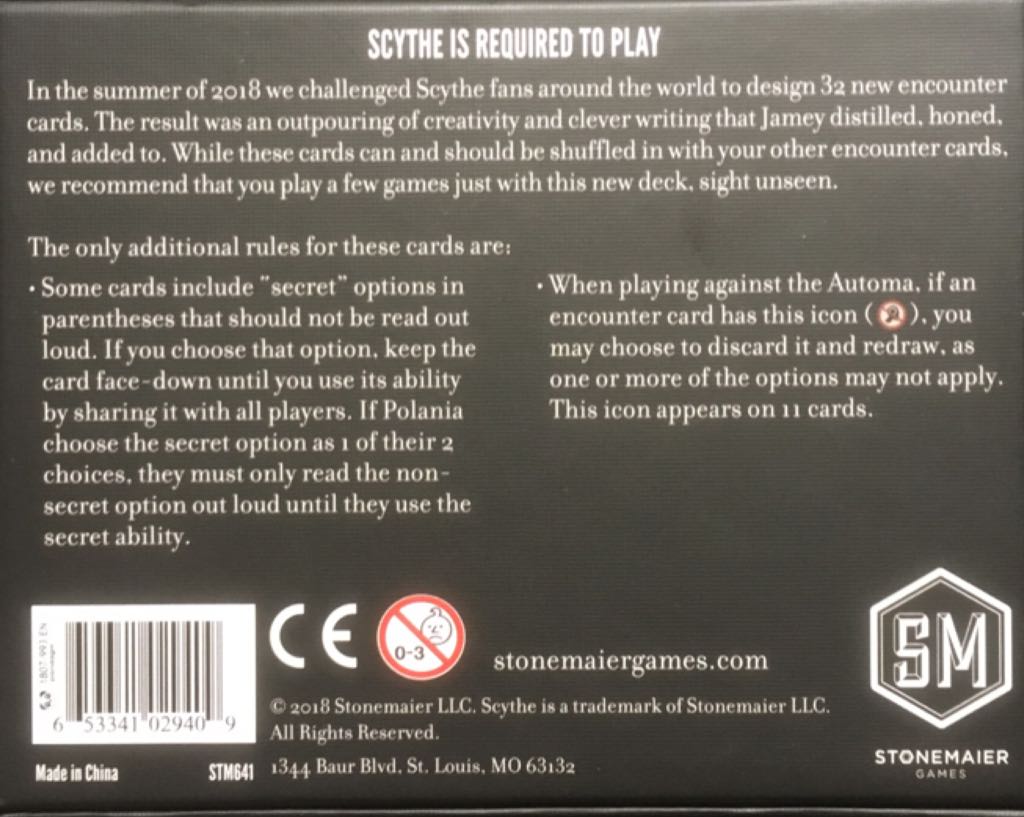 SCYTHE IS REQUIRED TO PLAY
In the summer of 2018 we challenged Scythe fans around the world to design 32 new encounter
cards. The result was an outpouring of creativity and clever writing that Jamey distilled, honed,
and added to. While these cards can and should be shuffled in with your other encounter cards,
we recommend that you play a few games just with this new deck, sight unseen.
The only additional rules for these cards are:
• Some cards include "secret" options in
parentheses that should not be read out
loud. If you choose that option, keep the
card face-down until you use its ability
by sharing it with all players. If Polania
choose the secret option as 1 of their 2
choices, they must only read the non-
secret option out loud until they use the
secret ability.
• When playing against the Automa, if an
encounter card has this icon ( ), you
may choose to discard it and redraw, as
one or more of the options may not apply.
This icon appears on 11 cards.
1807-993 EN
6 53341 02940 9
Made in China
STM641
CE
0-3
stonemaiergames.com
© 2018 Stonemaier LLC. Scythe is a trademark of Stonemaier LLC.
All Rights Reserved.
1344 Baur Blvd, St. Louis, MO 63132
SM
STONEMAIER
GAMES